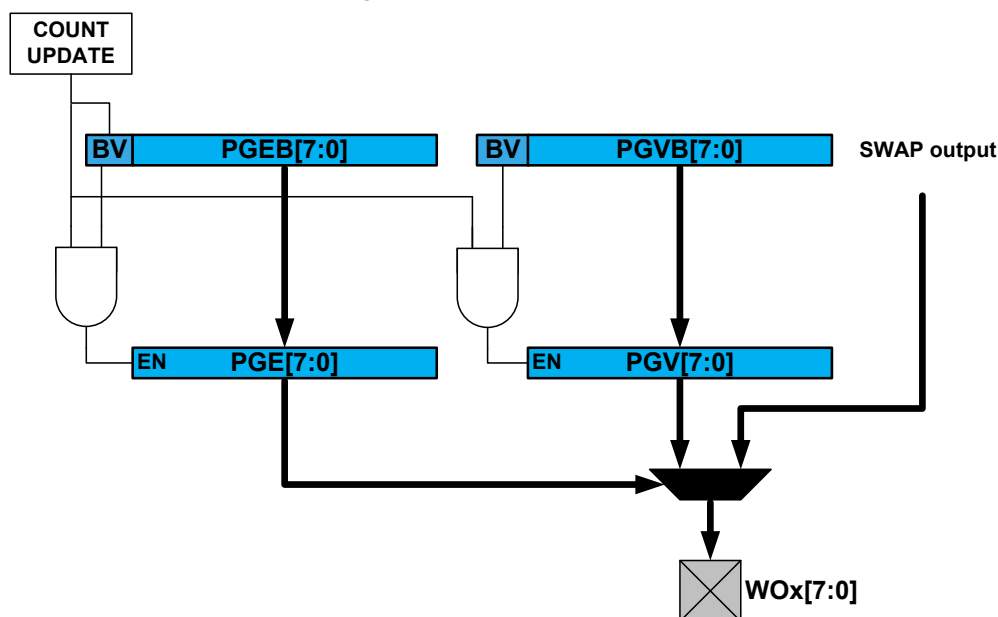 COUNT
UPDATE
BV PGEB[7:0] BV PGVB[7:0] SWAP output
EN PGE[7:0] EN PGV[7:0]
WOx[7:0]